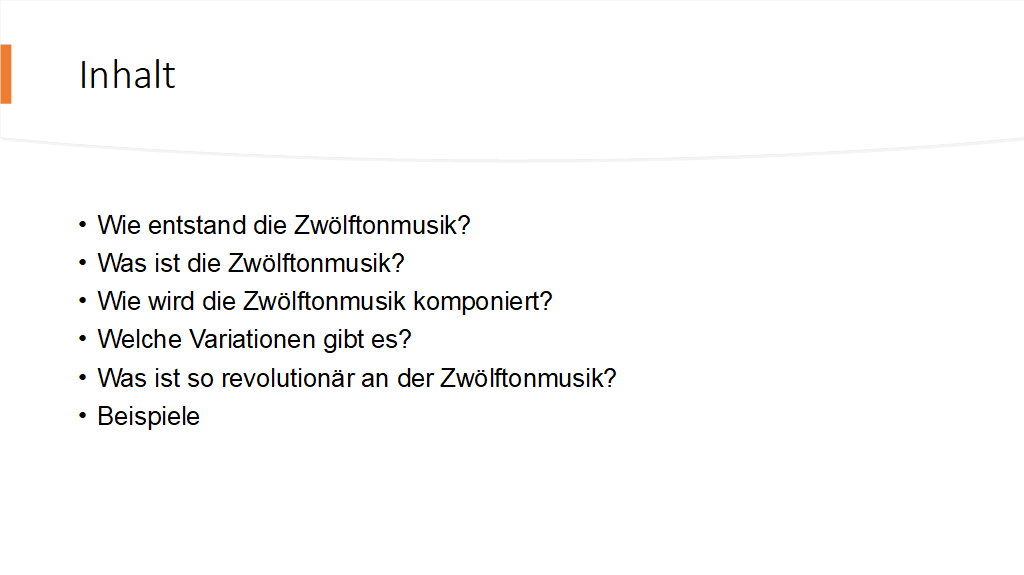 Inhalt
• Wie entstand die Zwölftonmusik?
• Was ist die Zwölftonmusik?
• Wie wird die Zwölftonmusik komponiert?
• Welche Variationen gibt es?
• Was ist so revolutionär an der Zwölftonmusik?
• Beispiele